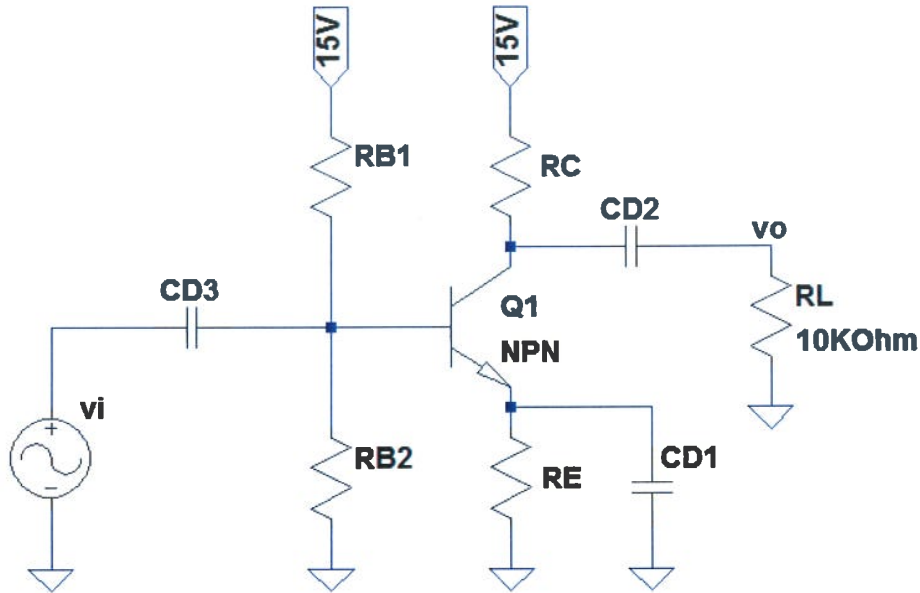 15V
15V
RB1
RC
CD2
vo
CD3
Q1
NPN
RL
10KOhm
vi
+
-
RB2
RE
CD1